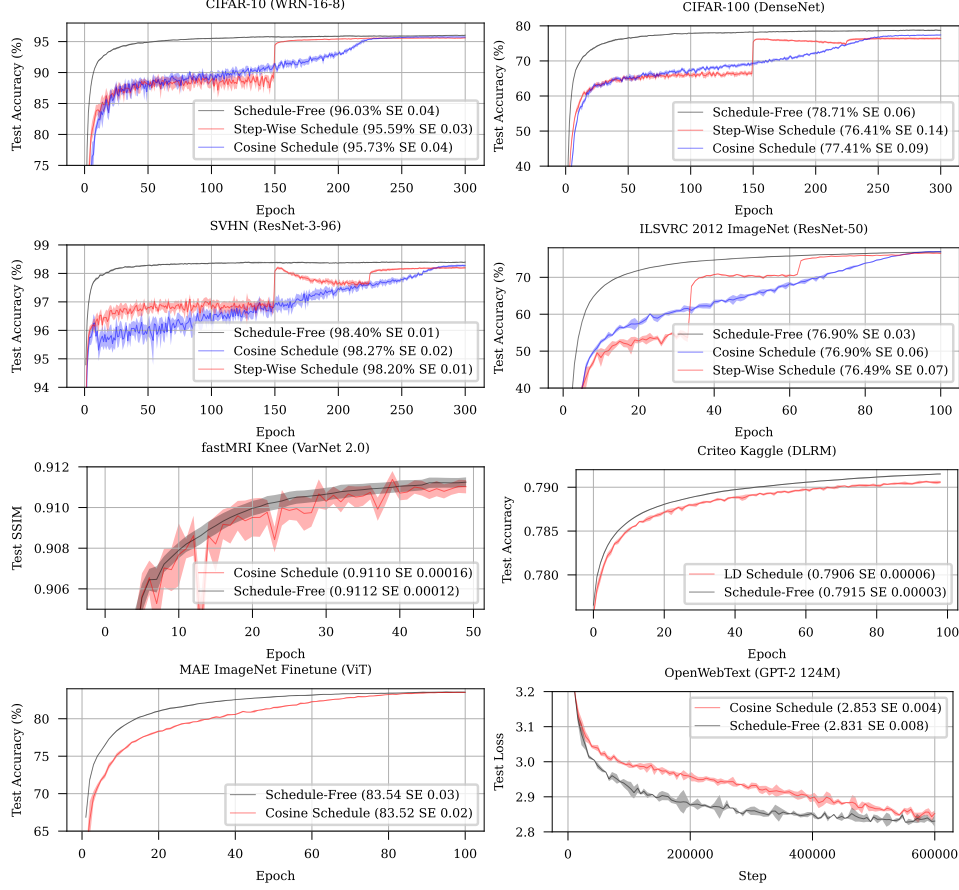 CIFAR-10 (WRN-16-8)
Test Accuracy (%)
95
90
85
80
75
0
50
100
150
200
250
300
Epoch
Schedule-Free (96.03% SE 0.04)
Step-Wise Schedule (95.59% SE 0.03)
Cosine Schedule (95.73% SE 0.04)
CIFAR-100 (DenseNet)
Test Accuracy (%)
80
70
60
50
40
0
50
100
150
200
250
300
Epoch
Schedule-Free (78.71% SE 0.06)
Step-Wise Schedule (76.41% SE 0.14)
Cosine Schedule (77.41% SE 0.09)
SVHN (ResNet-3-96)
Test Accuracy (%)
99
98
97
96
95
94
0
50
100
150
200
250
300
Epoch
Schedule-Free (98.40% SE 0.01)
Cosine Schedule (98.27% SE 0.02)
Step-Wise Schedule (98.20% SE 0.01)
ILSVRC 2012 ImageNet (ResNet-50)
Test Accuracy (%)
70
60
50
40
0
20
40
60
80
100
Epoch
Schedule-Free (76.90% SE 0.03)
Cosine Schedule (76.90% SE 0.06)
Step-Wise Schedule (76.49% SE 0.07)
fastMRI Knee (VarNet 2.0)
Test SSIM
0.912
0.910
0.908
0.906
0
10
20
30
40
50
Epoch
Cosine Schedule (0.9110 SE 0.00016)
Schedule-Free (0.9112 SE 0.00012)
Criteo Kaggle (DLRM)
Test Accuracy
0.790
0.785
0.780
0
20
40
60
80
100
Epoch
LD Schedule (0.7906 SE 0.00006)
Schedule-Free (0.7915 SE 0.00003)
MAE ImageNet Finetune (ViT)
Test Accuracy (%)
80
75
70
65
0
20
40
60
80
100
Epoch
Schedule-Free (83.54 SE 0.03)
Cosine Schedule (83.52 SE 0.02)
OpenWebText (GPT-2 124M)
Test Loss
3.2
3.1
3.0
2.9
2.8
0
200000
400000
600000
Step
Cosine Schedule (2.853 SE 0.004)
Schedule-Free (2.831 SE 0.008)